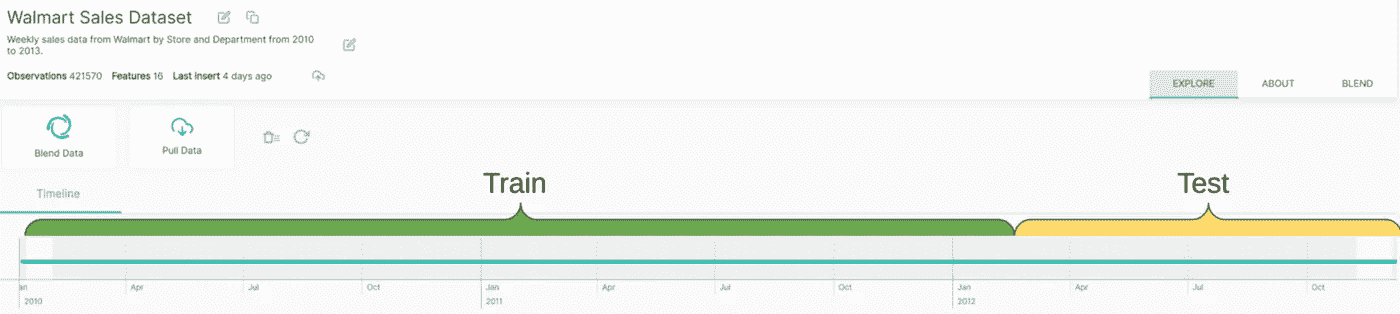 Walmart Sales Dataset
Weekly sales data from Walmart by Store and Department from 2010
to 2013.
Observations 421570 Features 16 Last insert 4 days ago
EXPLORE ABOUT BLEND
Blend Data Pull Data
Timeline
Train Test
an Apr Jul Oct Jan Apr Jul Oct Jan Apr Jul Oct
2010 2011 2012